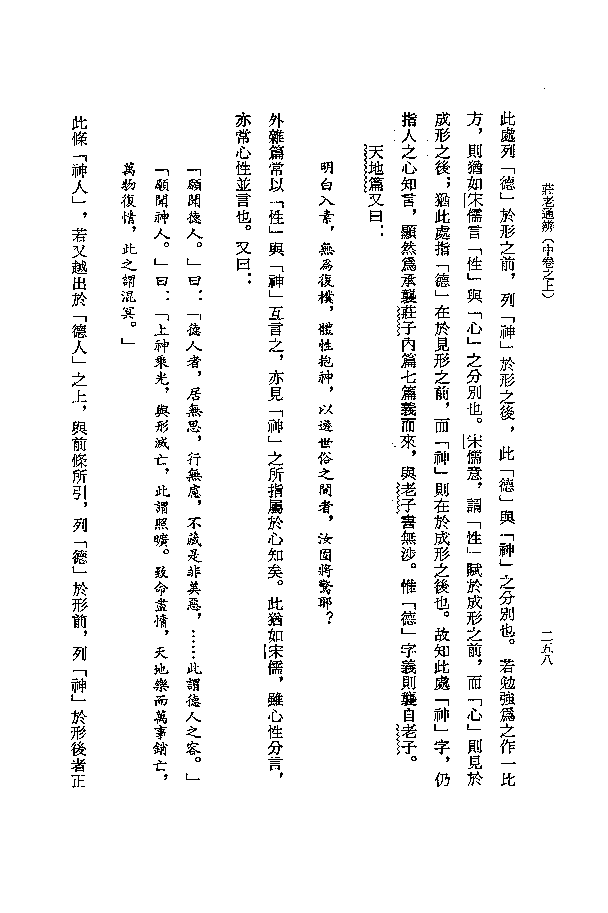 莊老通辨（中卷之上）
二五八
此處列「德」於形之前，列「神」於形之後，此「德」與「神」之分別也。若勉強爲之作一比
方，則猶如宋儒言「性」與「心」之分別也。宋儒意，謂「性」賦於成形之前，而「心」則見於
成形之後；猶此處指「德」在於見形之前，而「神」則在於成形之後也。故知此處「神」字，仍
指人之心知言，顯然爲承襲莊子內篇七篇義而來，與老子書無涉。惟「德」字義則襲自老子。
天地篇又曰：
明白入素，無為復樸，體性抱神，以遊世俗之間者，汝固將驚耶？
外雜篇常以「性」與「神」互言之，亦見「神」之所指屬於心知矣。此猶如宋儒，雖心性分言，
亦常心性並言也。又曰：
「願聞德人。」曰：「德人者，居無思，行無慮，不藏是非美惡，……此謂德人之容。」
「願聞神人。」曰：「上神乘光，與形滅亡，此謂照曠。致命盡情，天地樂而萬事銷亡，
萬物復情，此之謂混冥。」
此條「神人」，若又越出於「德人」之上，與前條所引，列「德」於形前，列「神」於形後者正